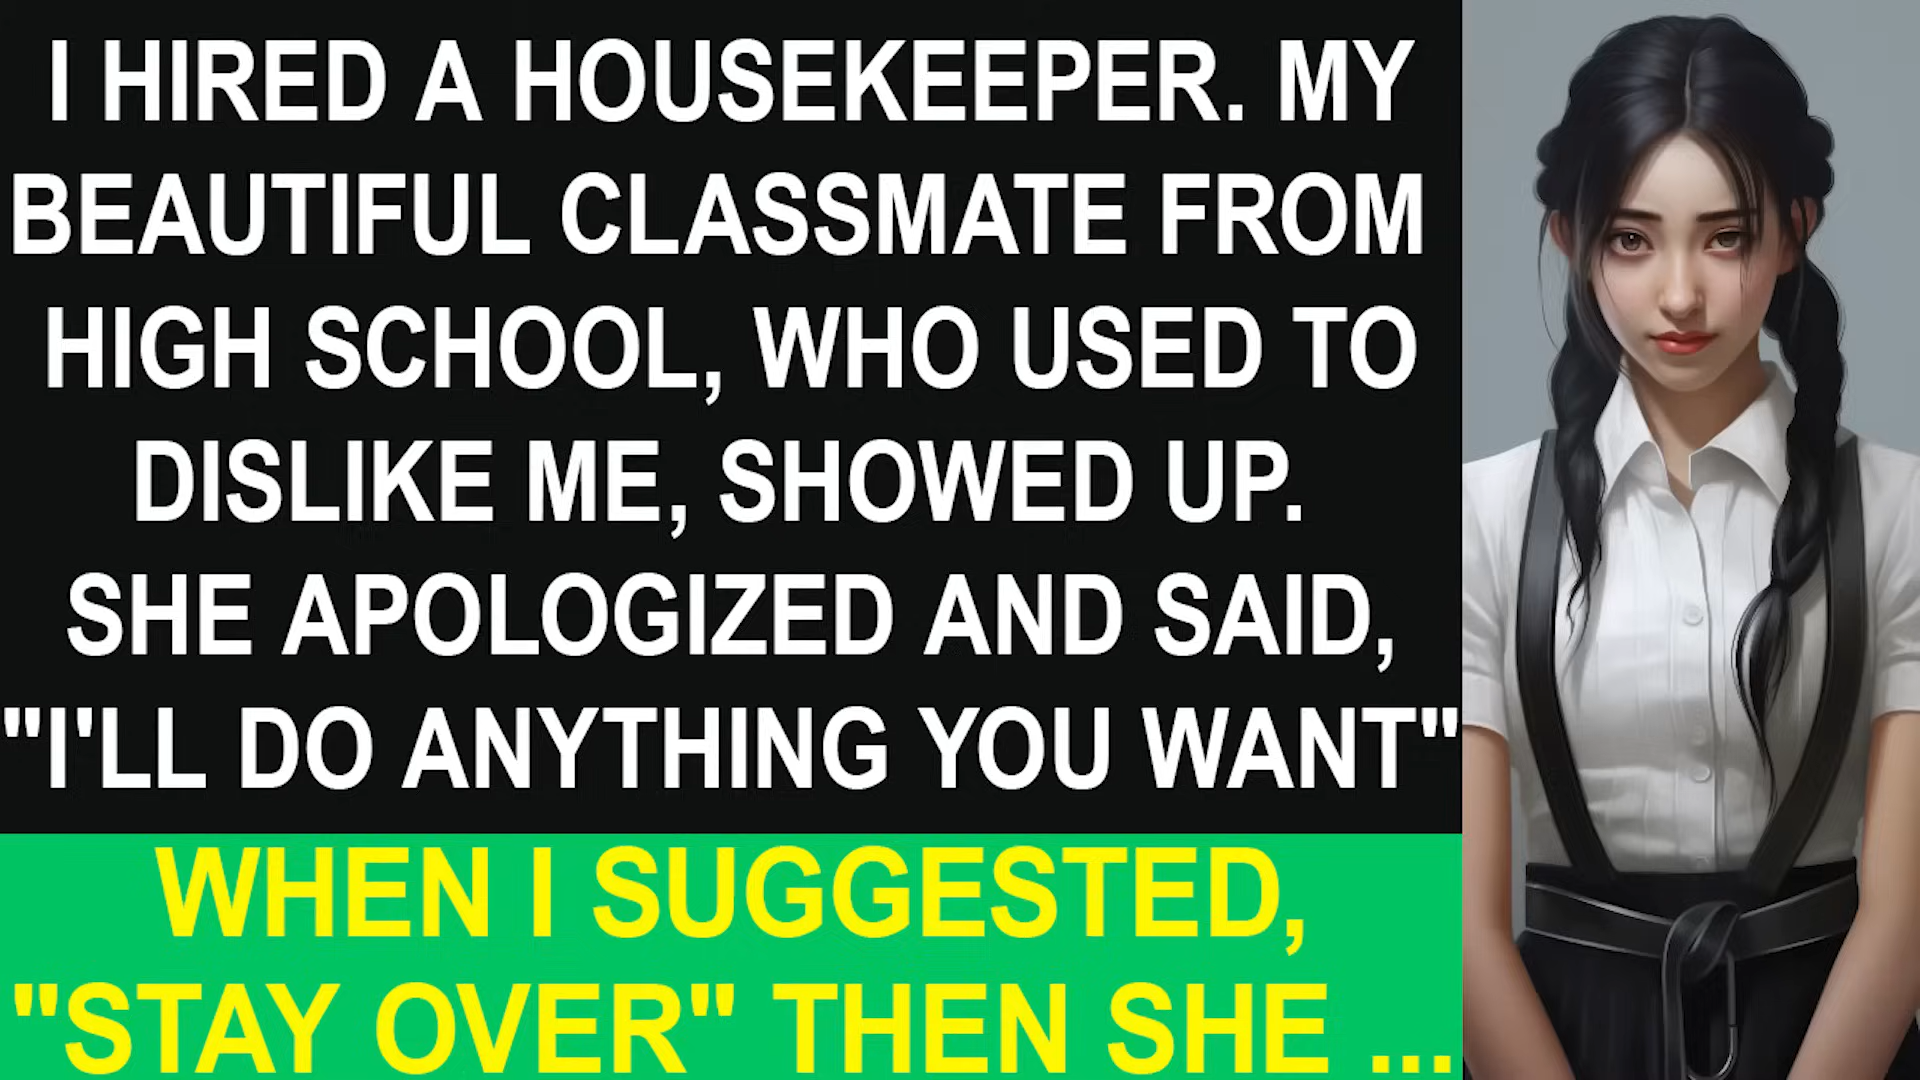 I HIRED A HOUSEKEEPER. MY
BEAUTIFUL CLASSMATE FROM
HIGH SCHOOL, WHO USED TO
DISLIKE ME, SHOWED UP.
SHE APOLOGIZED AND SAID,
"I'LL DO ANYTHING YOU WANT"
WHEN I SUGGESTED,
"STAY OVER" THEN SHE ...